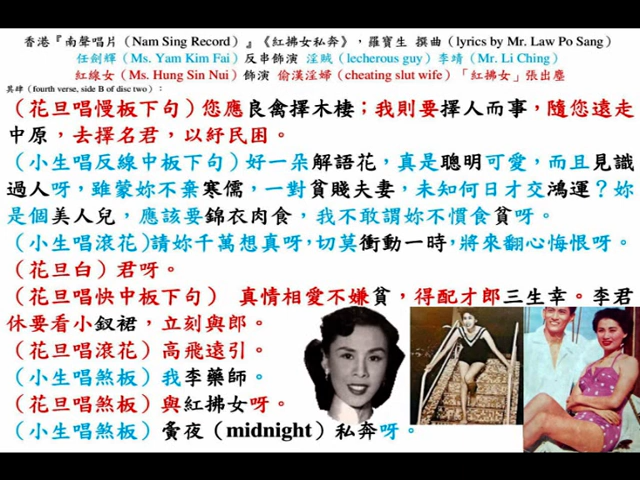 香港『南聲唱片（Nam Sing Record）』《紅拂女私奔》，羅寶生 撰曲（lyrics by Mr. Law Po Sang）
任劍輝（Ms. Yam Kim Fai）反串飾演 淫賊（lecherous guy）李靖（Mr. Li Ching）
紅線女（Ms. Hung Sin Nui）飾演 偷漢淫婦（cheating slut wife）「紅拂女」張出塵
其肆（fourth verse, side B of disc two）：
（花旦唱慢板下句）您應良禽擇木棲；我則要擇人而事，隨您遠走
中原，去擇名君，以紓民困。
（小生唱反線中板下句）好一朵解語花，真是聰明可愛，而且見識
過人呀，雖蒙妳不棄寒儒，一對貧賤夫妻，未知何日才交鴻運？妳
是個美人兒，應該要錦衣肉食，我不敢謂妳不慣食貧呀。
（小生唱滾花）請妳千萬想真呀，切莫衝動一時，將來翻心悔恨呀。
（花旦白）君呀。
（花旦唱快中板下句） 真情相愛不嫌貧，得配才郎三生幸。李君
休要看小釵裙，立刻與郎。
（花旦唱滾花）高飛遠引。
（小生唱煞板）我李藥師。
（花旦唱煞板）與紅拂女呀。
（小生唱煞板）夤夜（midnight）私奔呀。